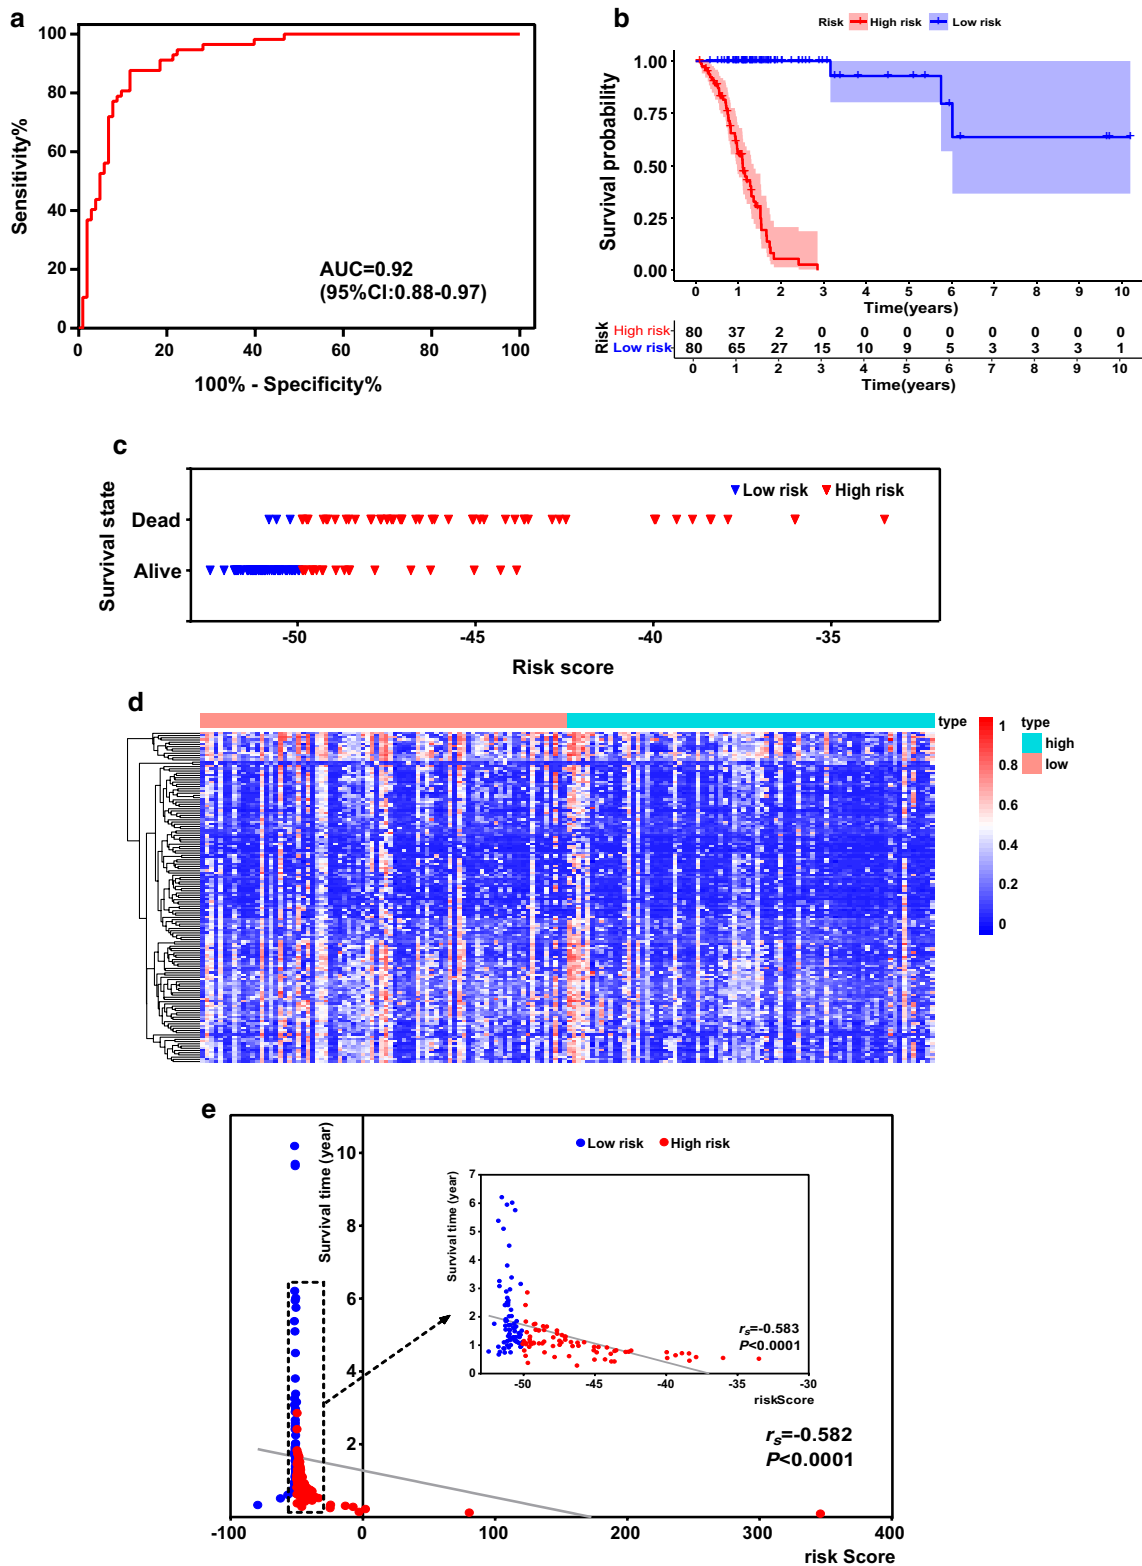 a
Sensitivity%
100
80
60
40
20
0
0 20 40 60 80 100
AUC=0.92
(95%CI:0.88-0.97)
100% - Specificity%
b
Risk High risk Low risk
Survival probability
1.00
0.75
0.50
0.25
0.00
0 1 2 3 4 5 6 7 8 9 10
Time(years)
Risk
High risk 80 37 2 0 0 0 0 0 0 0 0
Low risk 80 65 27 15 10 9 5 3 3 3 1
0 1 2 3 4 5 6 7 8 9 10
Time(years)
c
Survival state
Low risk High risk
Dead
Alive
-50 -45 -40 -35
Risk score
d
type
1
0.8
0.6
0.4
0.2
0
type
high
low
e
Survival time (year)
10
8
6
4
2
Low risk High risk
Survival time (year)
7
6
5
4
3
2
1
0
rs=-0.583
P<0.0001
-50 -45 -40 -35 -30
riskScore
rs=-0.582
P<0.0001
-100 0 100 200 300 400
risk Score